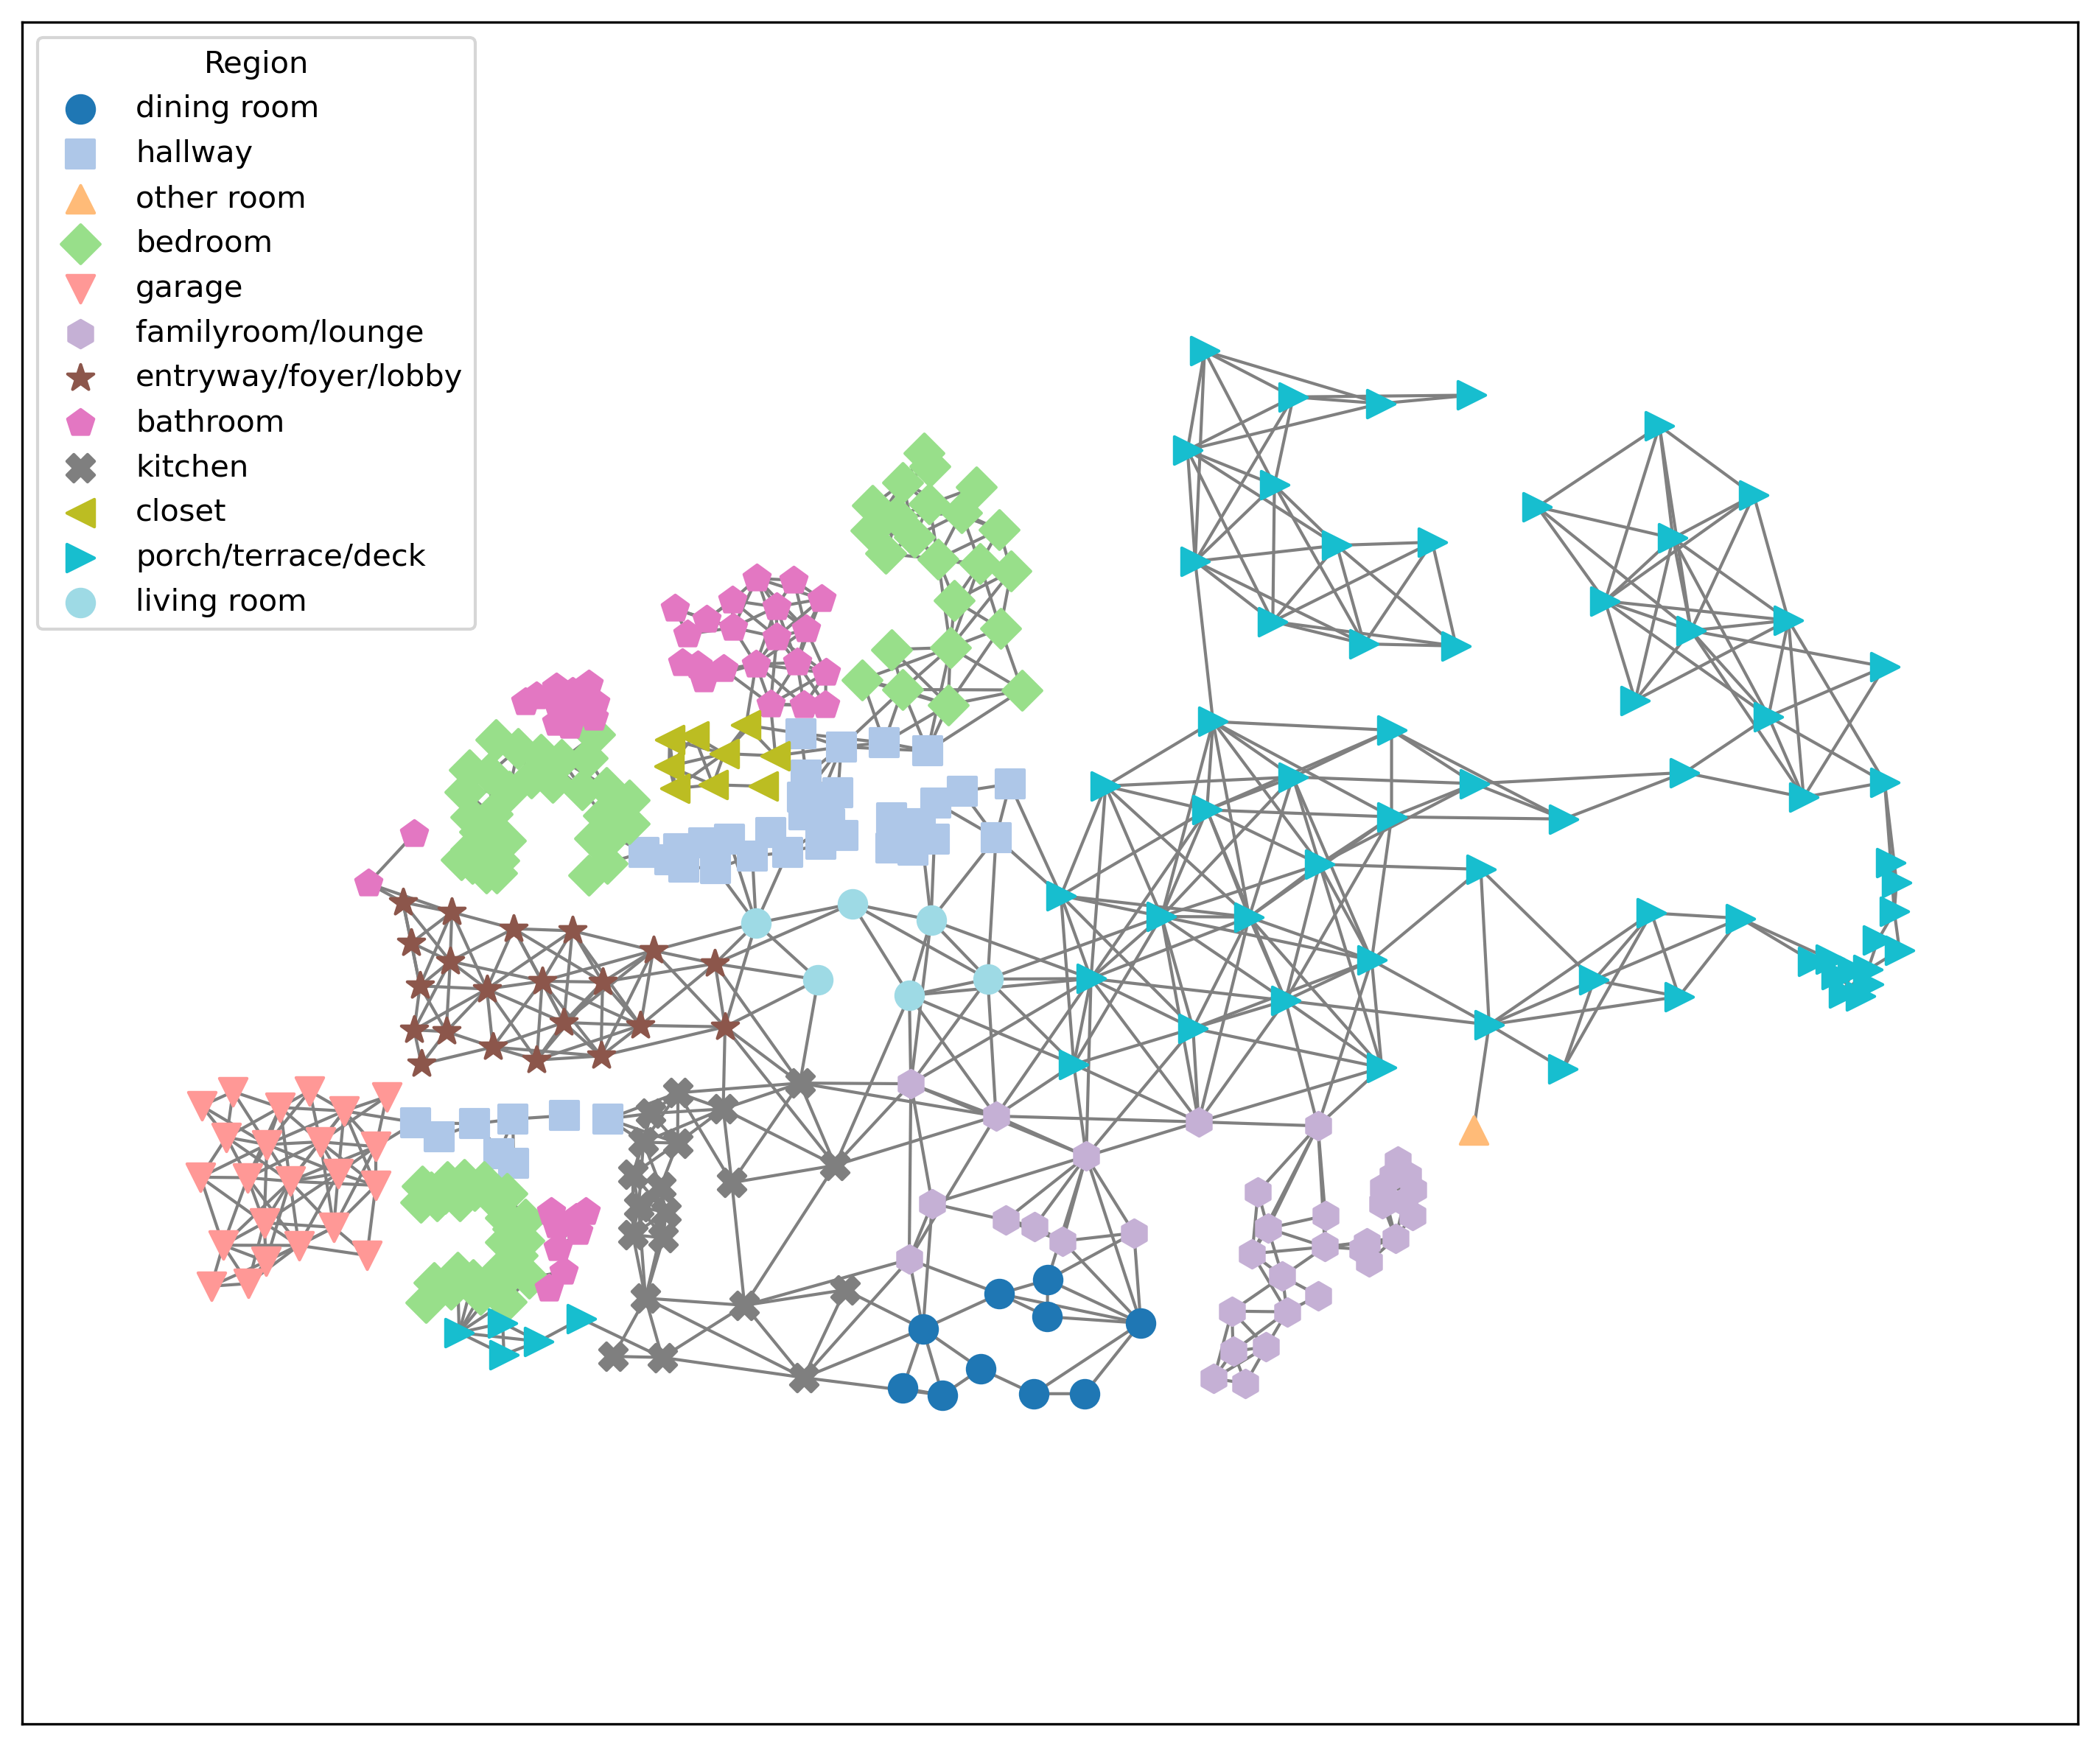 Region
dining room
hallway
other room
bedroom
garage
familyroom/lounge
entryway/foyer/lobby
bathroom
kitchen
closet
porch/terrace/deck
living room